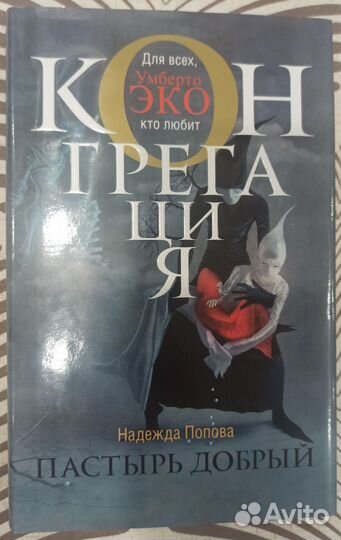 Для всех,
Умберто
ЭКО
кто любит
КОН
ГРЕГА
ЦИ
Я
Надежда Попова
ПАСТЫРЬ ДОБРЫЙ
Avito